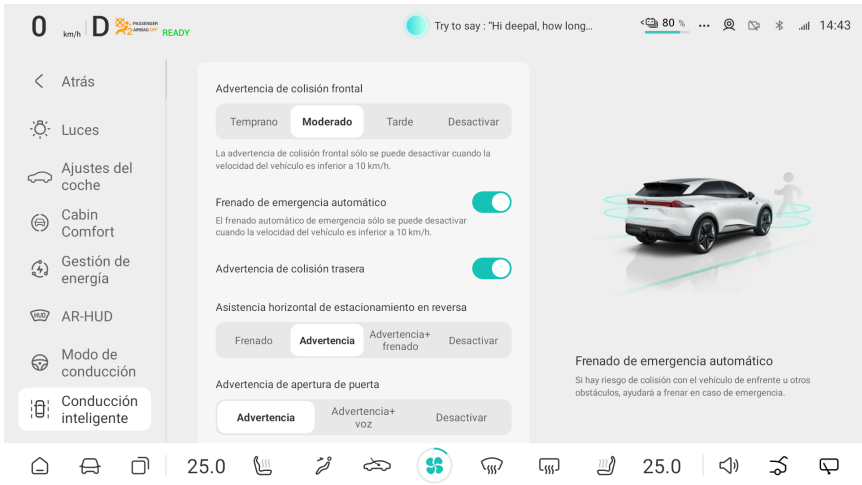 0 km/h D PASSENGER
AIRBAG OFF READY
Try to say : "Hi deepal, how long...
80 %
14:43
Atrás
Luces
Ajustes del
coche
Cabin
Comfort
Gestión de
energía
HUD AR-HUD
Modo de
conducción
Conducción
inteligente
Advertencia de colisión frontal
Temprano Moderado Tarde Desactivar
La advertencia de colisión frontal sólo se puede desactivar cuando la
velocidad del vehículo es inferior a 10 km/h.
Frenado de emergencia automático
El frenado automático de emergencia sólo se puede desactivar
cuando la velocidad del vehículo es inferior a 10 km/h.
Advertencia de colisión trasera
Asistencia horizontal de estacionamiento en reversa
Frenado Advertencia Advertencia+
frenado Desactivar
Advertencia de apertura de puerta
Advertencia Advertencia+
voz Desactivar
Frenado de emergencia automático
Si hay riesgo de colisión con el vehículo de enfrente u otros
obstáculos, ayudará a frenar en caso de emergencia.
25.0
25.0